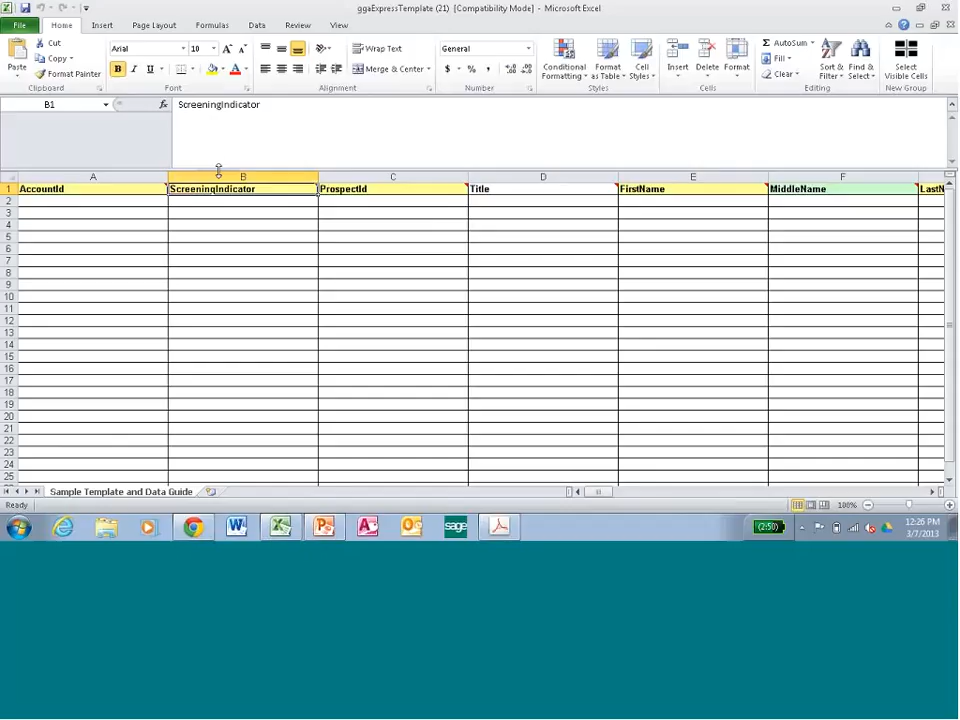 ggaExpressTemplate (21) [Compatibility Mode] - Microsoft Excel
File Home Insert Page Layout Formulas Data Review View
Cut
Copy
Format Painter
Paste
Clipboard
Arial 10
B I U
Font
Wrap Text
Merge & Center
Alignment
General
$ % ,
Number
Conditional Formatting
Format as Table
Cell Styles
Styles
Insert Delete Format
Cells
AutoSum
Fill
Clear
Sort & Filter
Find & Select
Editing
Select Visible Cells
New Group
B1 fx ScreeningIndicator
A B C D E F
1 AccountId ScreeningIndicator ProspectId Title FirstName MiddleName LastN
2
3
4
5
6
7
8
9
10
11
12
13
14
15
16
17
18
19
20
21
22
23
24
25
Sample Template and Data Guide
Ready 100%
sage
(2:50)
12:26 PM
3/7/2013